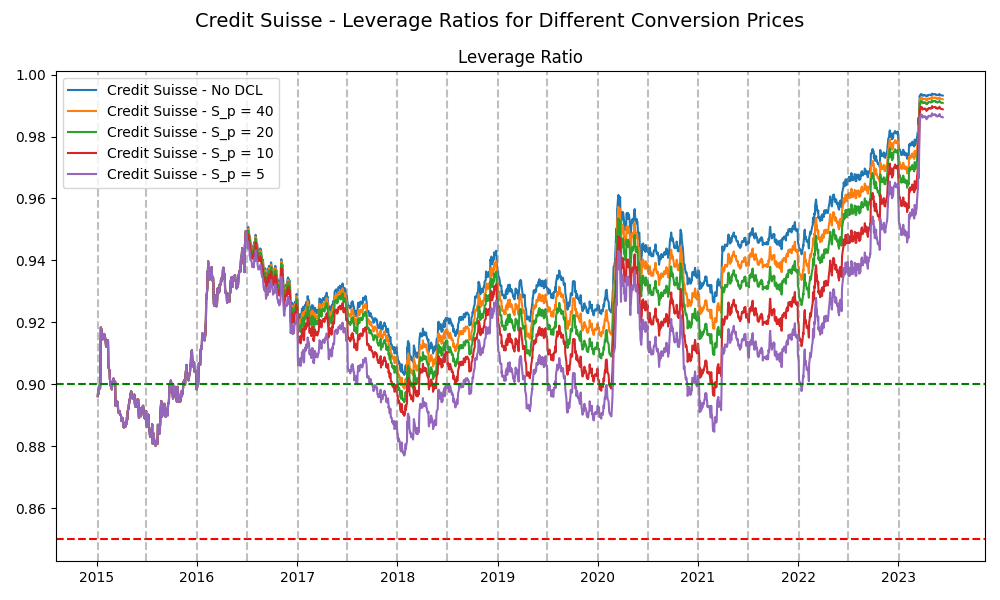 Credit Suisse - Leverage Ratios for Different Conversion Prices
Leverage Ratio
Credit Suisse - No DCL
Credit Suisse - S_p = 40
Credit Suisse - S_p = 20
Credit Suisse - S_p = 10
Credit Suisse - S_p = 5
1.00
0.98
0.96
0.94
0.92
0.90
0.88
0.86
2015 2016 2017 2018 2019 2020 2021 2022 2023